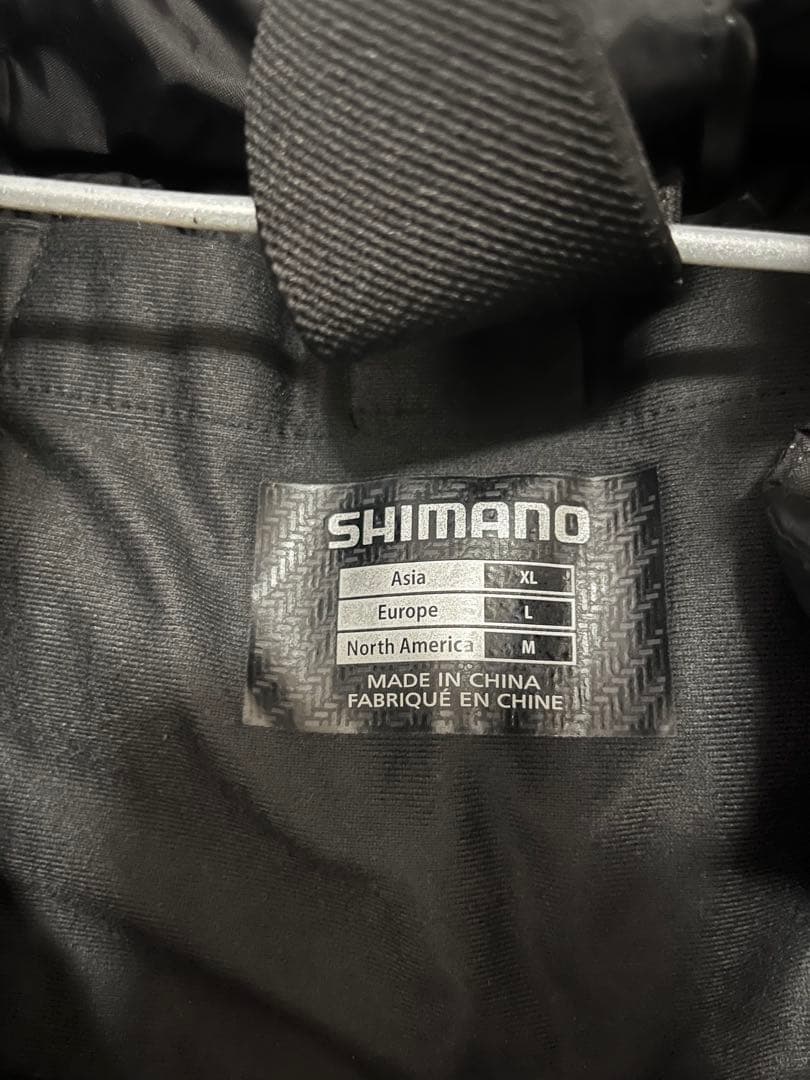 SHIMANO
Asia XL
Europe L
North America M
MADE IN CHINA
FABRIQUÉ EN CHINE